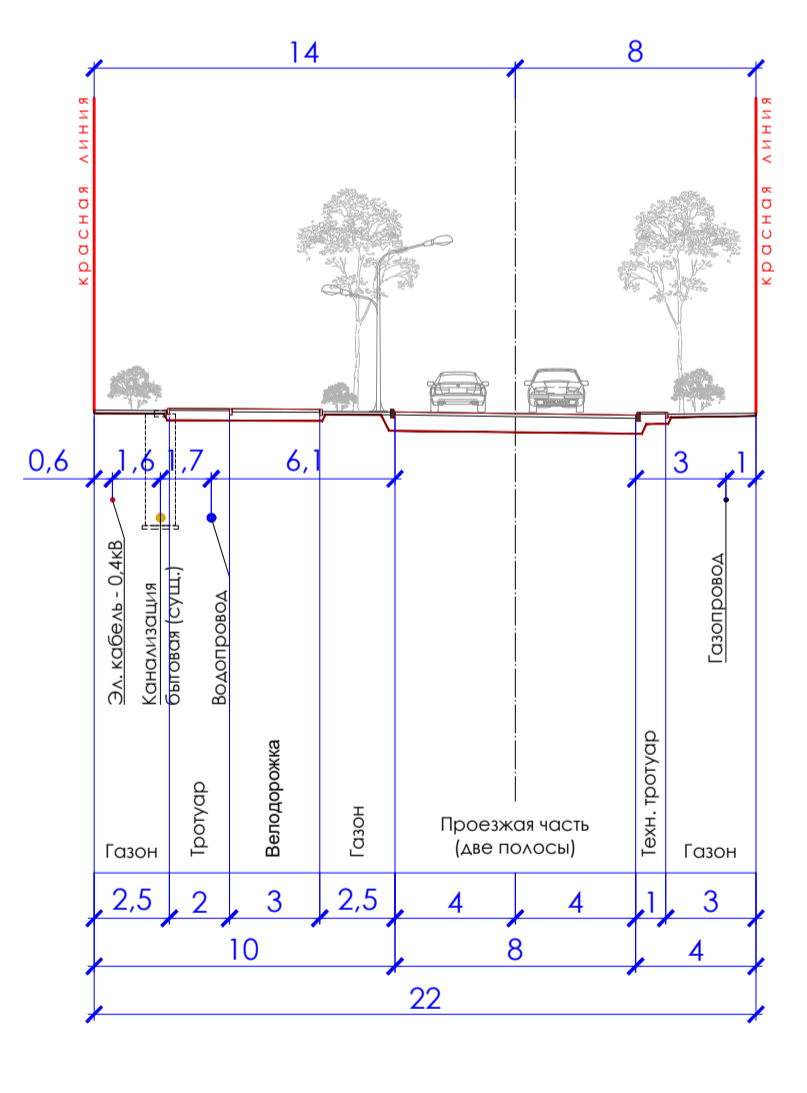 14
8
красная линия
красная линия
0,6
1,6
1,7
6,1
3
1
Эл. кабель - 0,4кВ
Канализация
бытовая (сущ.)
Водопровод
Газопровод
Газон
Тротуар
Велодорожка
Газон
Проезжая часть
(две полосы)
Техн. тротуар
Газон
2,5
2
3
2,5
4
4
1
3
10
8
4
22